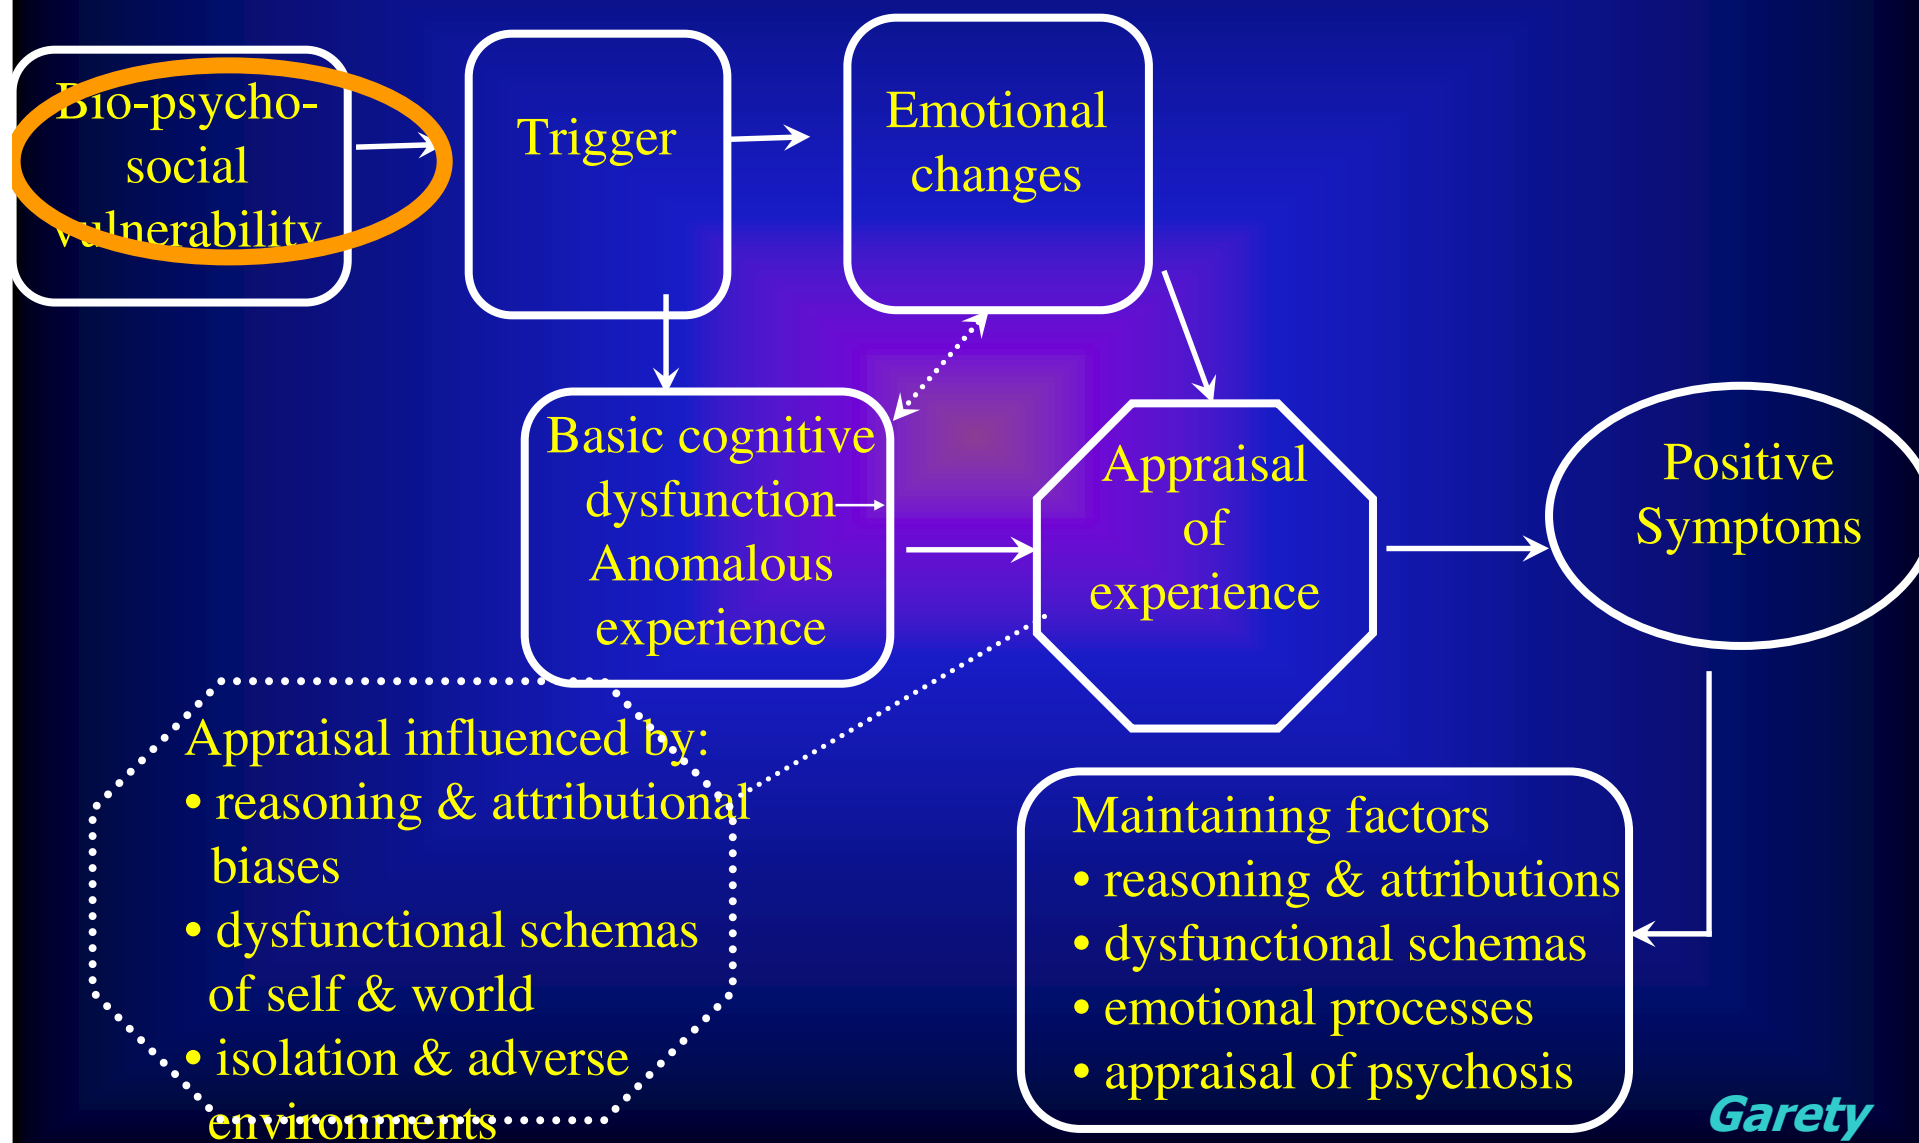 Bio-psycho-
social
vulnerability
Trigger
Emotional
changes
Basic cognitive
dysfunction
Anomalous
experience
Appraisal
of
experience
Positive
Symptoms
Appraisal influenced by:
• reasoning & attributional
biases
• dysfunctional schemas
of self & world
• isolation & adverse
environments
Maintaining factors
• reasoning & attributions
• dysfunctional schemas
• emotional processes
• appraisal of psychosis
Garety